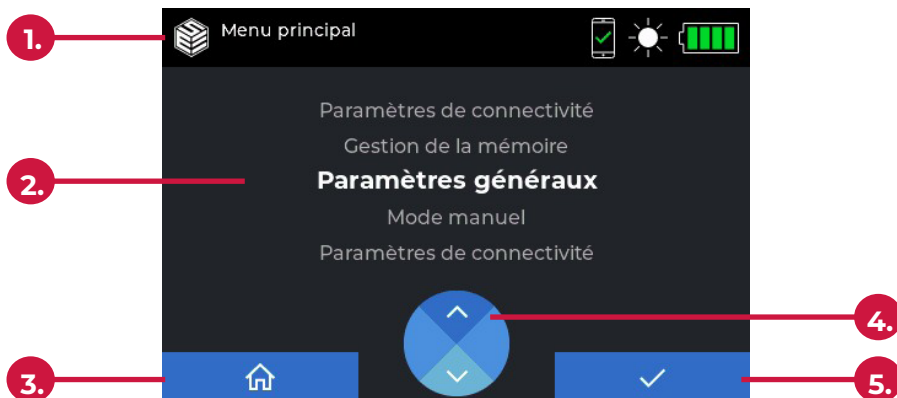 1.
Menu principal
Paramètres de connectivité
Gestion de la mémoire
2.
Paramètres généraux
Mode manuel
Paramètres de connectivité
4.
3.
5.